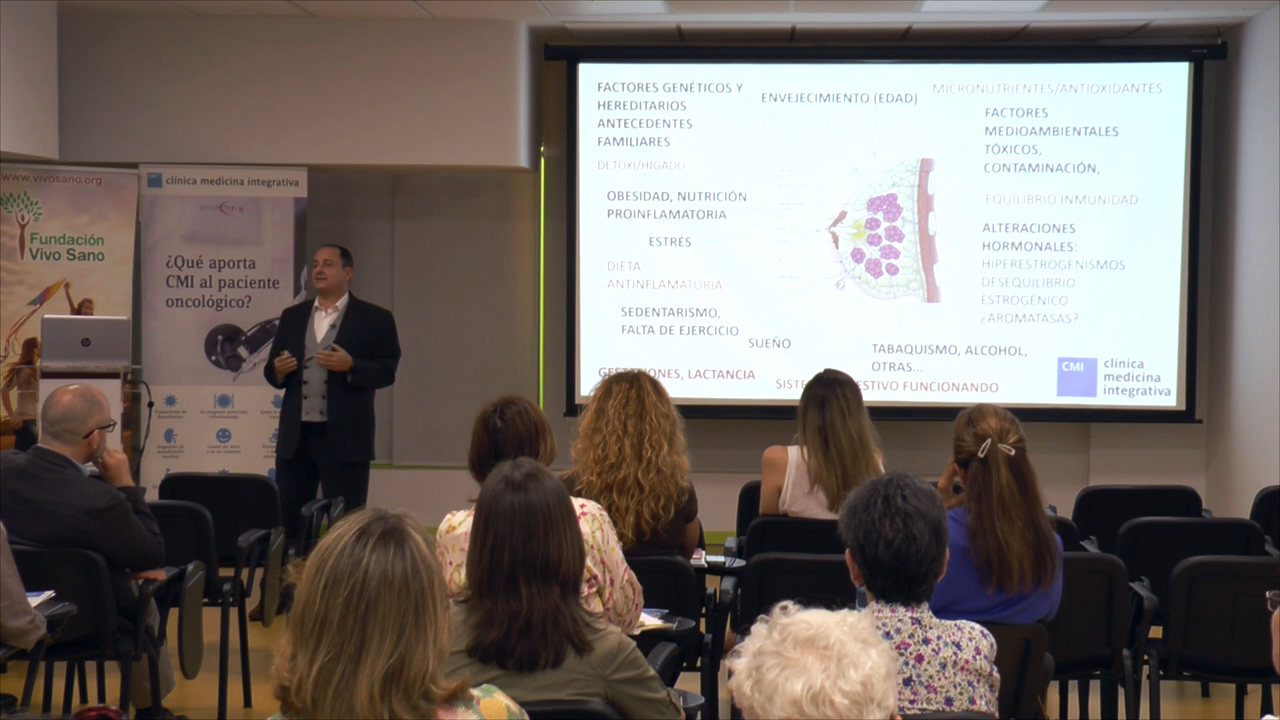 www.vivosano.org
Fundación
Vivo Sano
clínica medicina integrativa
¿Qué aporta
CMI al paciente
oncológico?
hp
FACTORES GENÉTICOS Y
HEREDITARIOS
ANTECEDENTES
FAMILIARES
DETOXI/HÍGADO
OBESIDAD, NUTRICIÓN
PROINFLAMATORIA
ESTRÉS
DIETA
ANTINFLAMATORIA
SEDENTARISMO,
FALTA DE EJERCICIO
SUEÑO
LACTANCIA
ENVEJECIMIENTO (EDAD)
MICRONUTRIENTES/ANTIOXIDANTES
FACTORES
MEDIOAMBIENTALES
TÓXICOS,
CONTAMINACIÓN,
EQUILIBRIO INMUNIDAD
ALTERACIONES
HORMONALES:
HIPERESTROGENISMOS
DESEQUILIBRIO
ESTROGÉNICO
¿AROMATASAS?
TABAQUISMO, ALCOHOL,
OTRAS...
FUNCIONANDO
CMI
clínica
medicina
integrativa